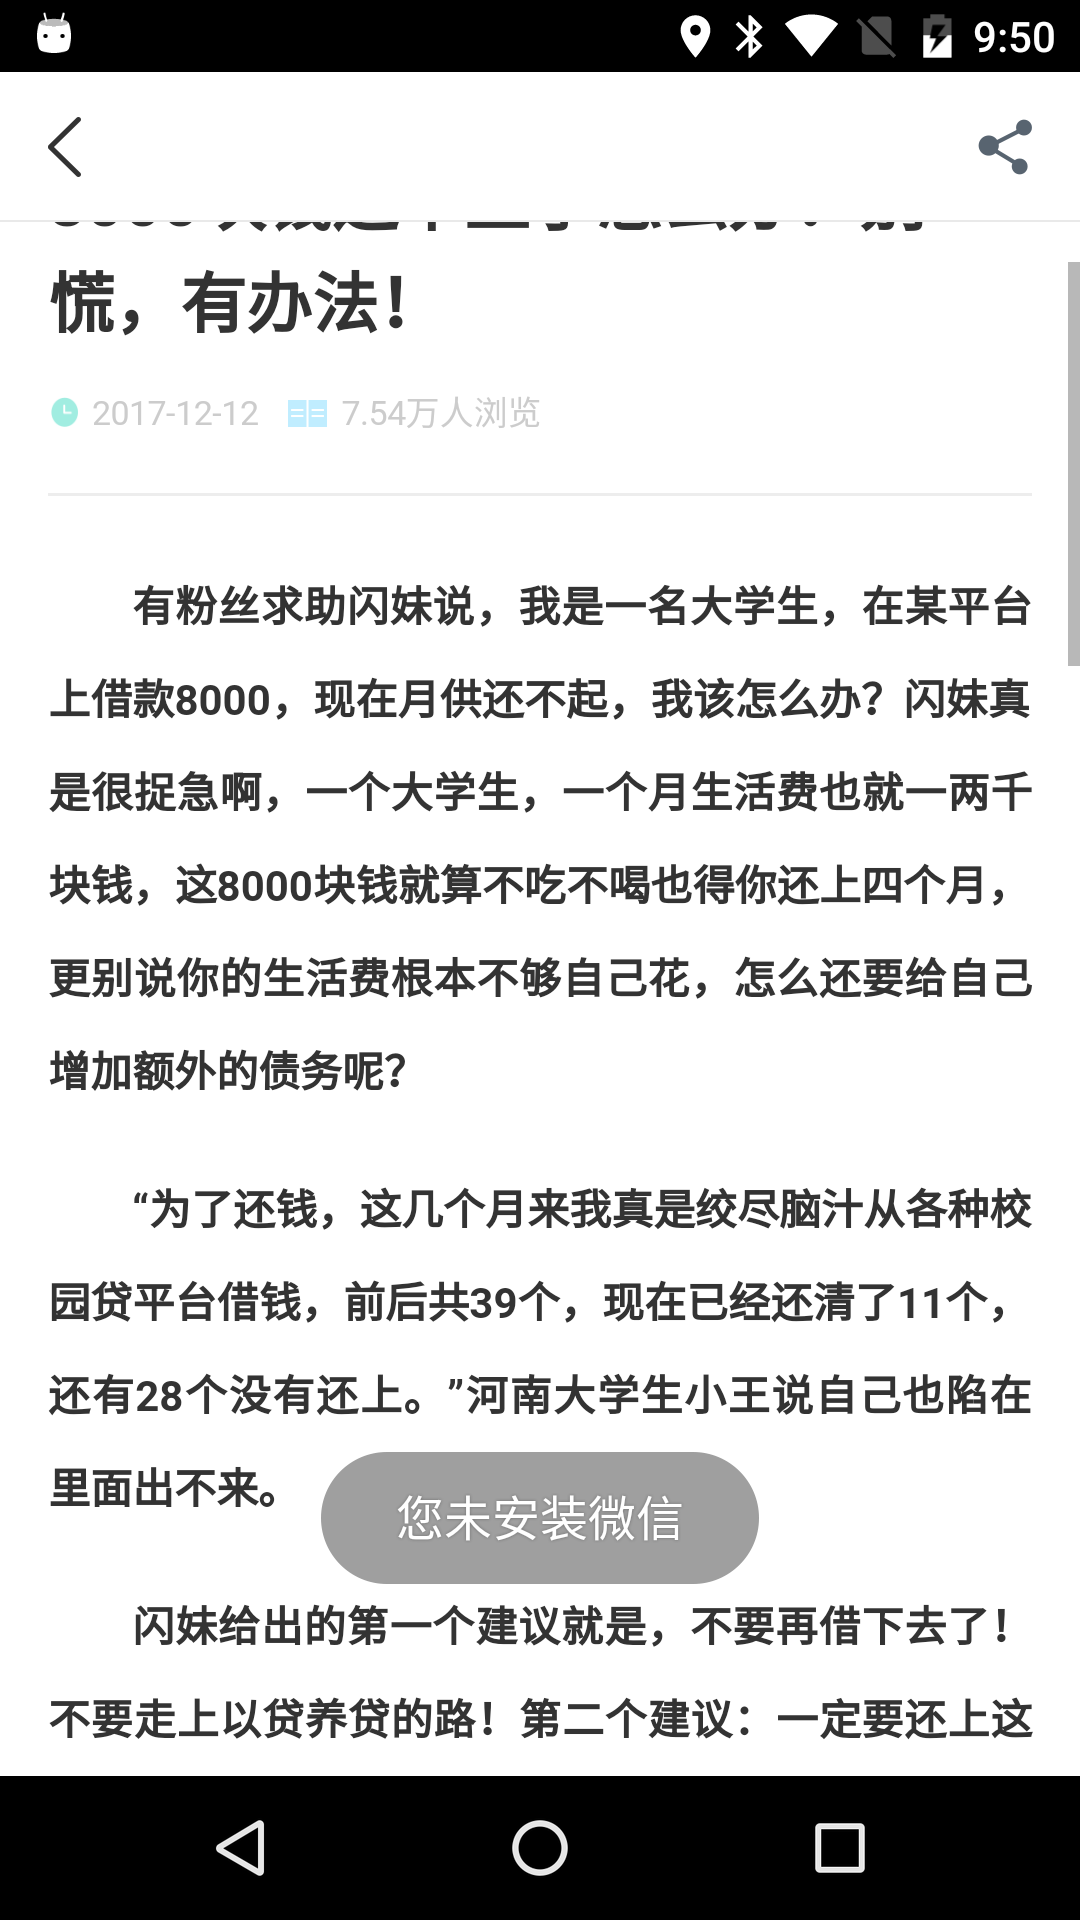 9:50
慌，有办法！
2017-12-12 7.54万人浏览
有粉丝求助闪妹说，我是一名大学生，在某平台
上借款8000，现在月供还不起，我该怎么办？闪妹真
是很捉急啊，一个大学生，一个月生活费也就一两千
块钱，这8000块钱就算不吃不喝也得你还上四个月，
更别说你的生活费根本不够自己花，怎么还要给自己
增加额外的债务呢？
“为了还钱，这几个月来我真是绞尽脑汁从各种校
园贷平台借钱，前后共39个，现在已经还清了11个，
还有28个没有还上。”河南大学生小王说自己也陷在
里面出不来。
您未安装微信
闪妹给出的第一个建议就是，不要再借下去了！
不要走上以贷养贷的路！第二个建议：一定要还上这